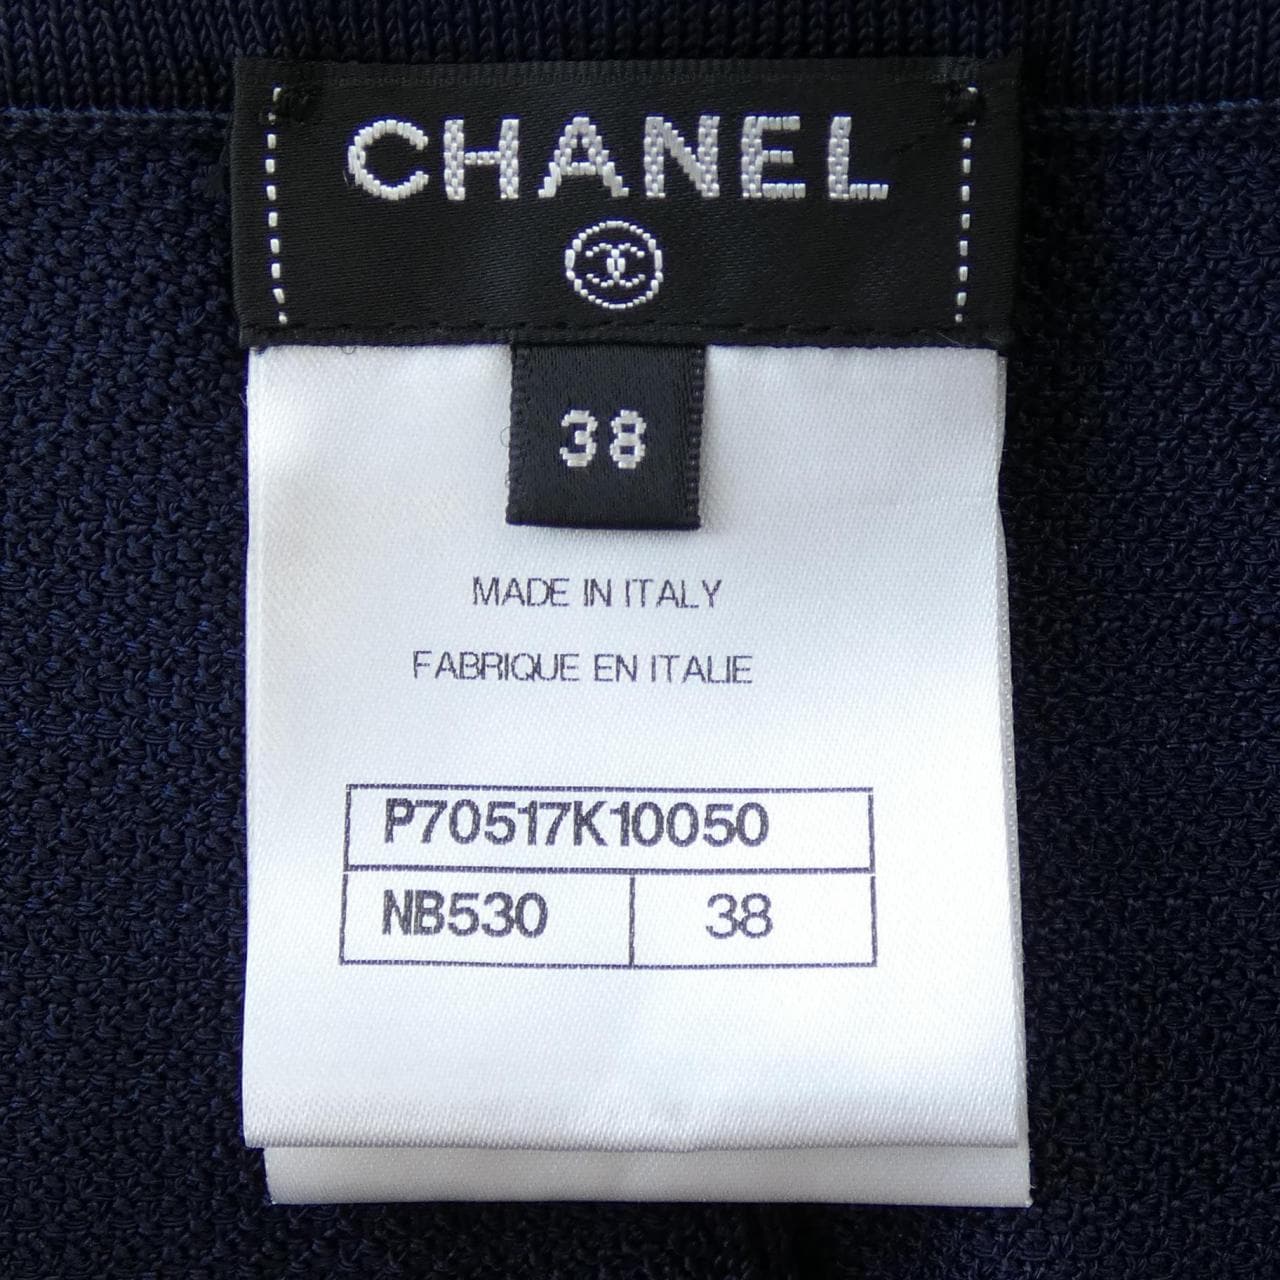 CHANEL
38
MADE IN ITALY
FABRIQUE EN ITALIE
P70517K10050
NB530 38